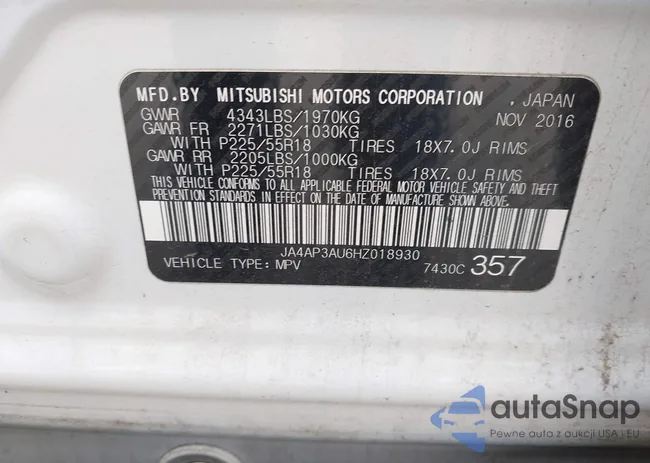 MFD.BY MITSUBISHI MOTORS CORPORATION , JAPAN
GVWR 4343LBS/1970KG NOV 2016
GAWR FR 2271LBS/1030KG
WITH P225/55R18 TIRES 18X7.0J RIMS
GAWR RR 2205LBS/1000KG
WITH P225/55R18 TIRES 18X7.0J RIMS
THIS VEHICLE CONFORMS TO ALL APPLICABLE FEDERAL MOTOR VEHICLE SAFETY AND THEFT
PREVENTION STANDARDS IN EFFECT ON THE DATE OF MANUFACTURE SHOWN ABOVE.
JA4AP3AU6HZ018930
VEHICLE TYPE:MPV 7430C 357
autaSnap
Pewne auta z aukcji USA i EU